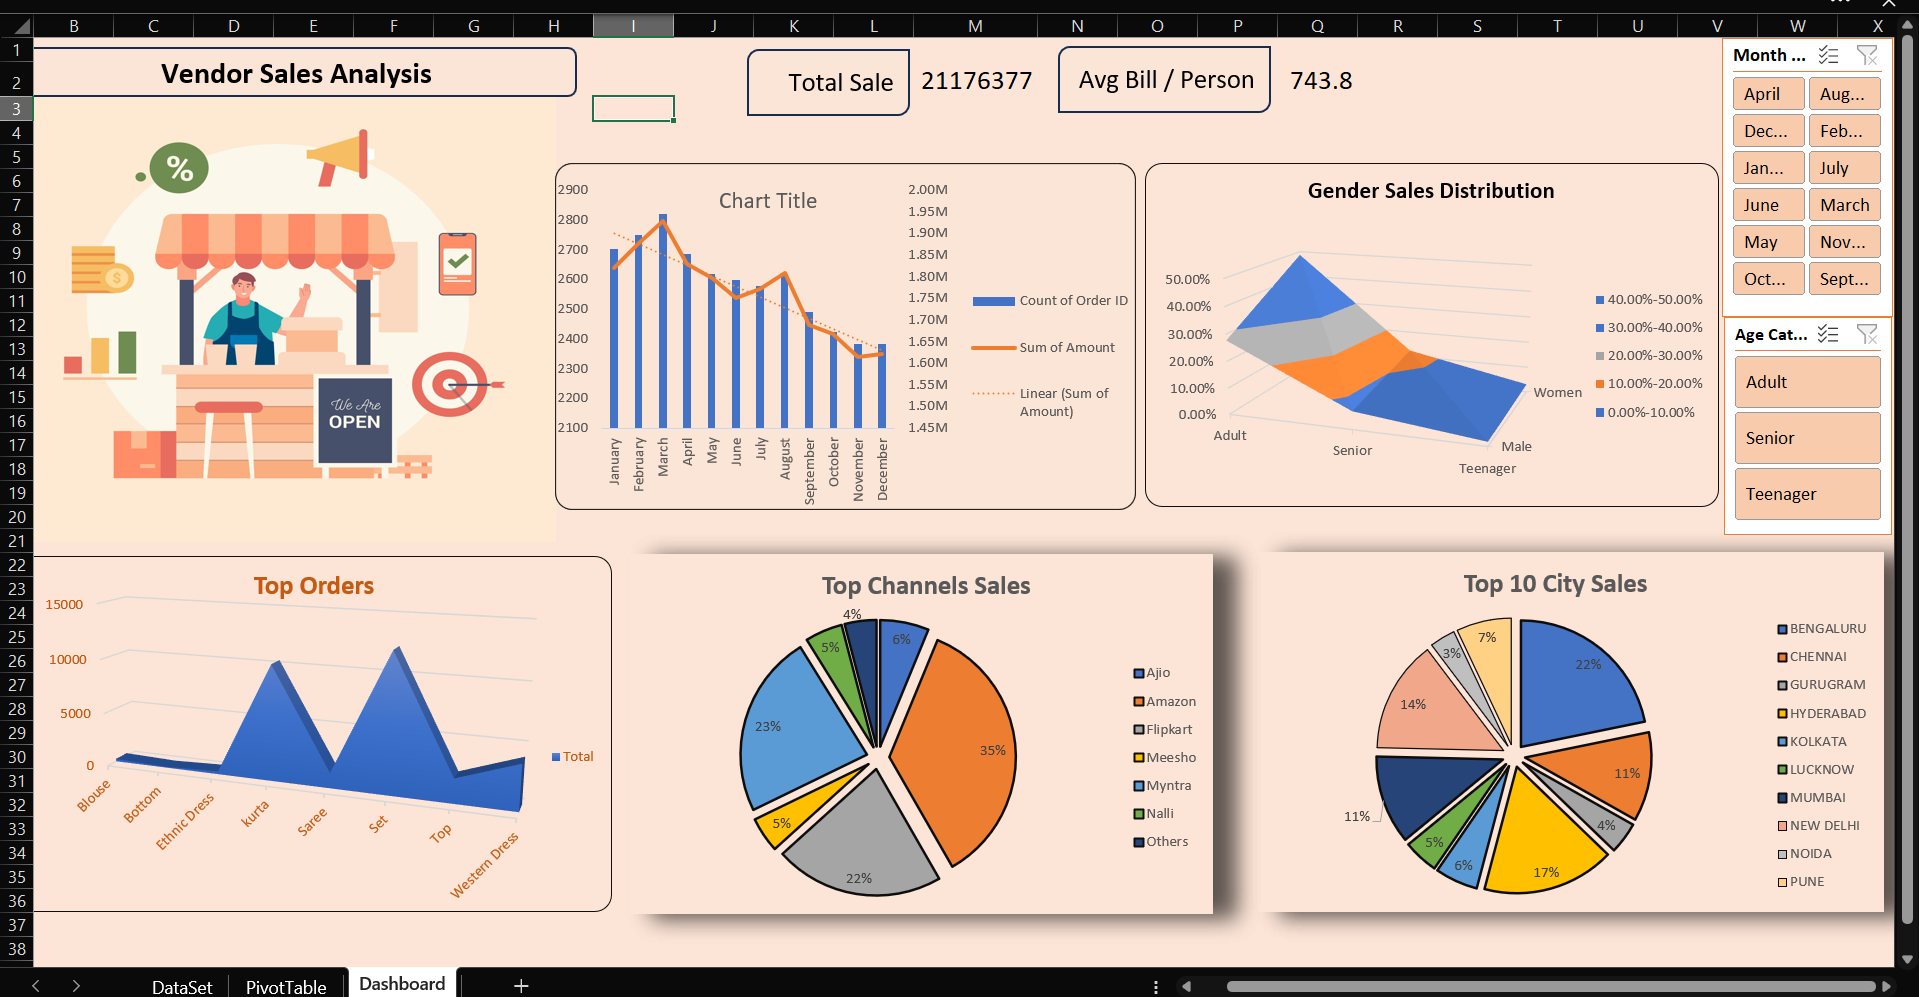 B C D E F G H I J K L M N O P Q R S T U V W X
1
2
3
4
5
6
7
8
9
10
11
12
13
14
15
16
17
18
19
20
21
22
23
24
25
26
27
28
29
30
31
32
33
34
35
36
37
38
Vendor Sales Analysis
Total Sale
21176377
Avg Bill / Person
743.8
Month ...
April
Aug...
Dec...
Feb...
Jan...
July
June
March
May
Nov...
Oct...
Sept...
Age Cat...
Adult
Senior
Teenager
%
$
We Are
OPEN
Chart Title
2900
2800
2700
2600
2500
2400
2300
2200
2100
2.00M
1.95M
1.90M
1.85M
1.80M
1.75M
1.70M
1.65M
1.60M
1.55M
1.50M
1.45M
January
February
March
April
May
June
July
August
September
October
November
December
Count of Order ID
Sum of Amount
Linear (Sum of
Amount)
Gender Sales Distribution
50.00%
40.00%
30.00%
20.00%
10.00%
0.00%
Adult
Senior
Teenager
Male
Women
40.00%-50.00%
30.00%-40.00%
20.00%-30.00%
10.00%-20.00%
0.00%-10.00%
Top Orders
15000
10000
5000
0
Blouse
Bottom
Ethnic Dress
kurta
Saree
Set
Top
Western Dress
Total
Top Channels Sales
4%
6%
5%
35%
23%
5%
22%
Ajio
Amazon
Flipkart
Meesho
Myntra
Nalli
Others
Top 10 City Sales
7%
3%
22%
14%
11%
11%
4%
5%
6%
17%
BENGALURU
CHENNAI
GURUGRAM
HYDERABAD
KOLKATA
LUCKNOW
MUMBAI
NEW DELHI
NOIDA
PUNE
DataSet
PivotTable
Dashboard